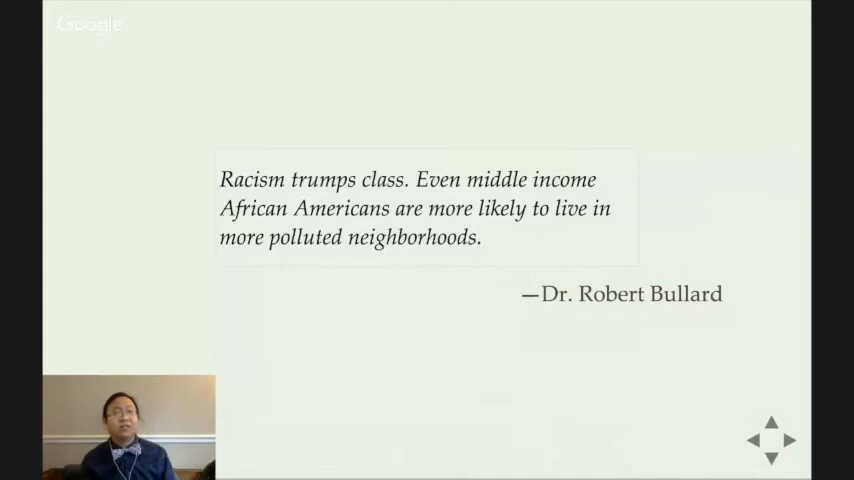 Google
Racism trumps class. Even middle income
African Americans are more likely to live in
more polluted neighborhoods.
—Dr. Robert Bullard